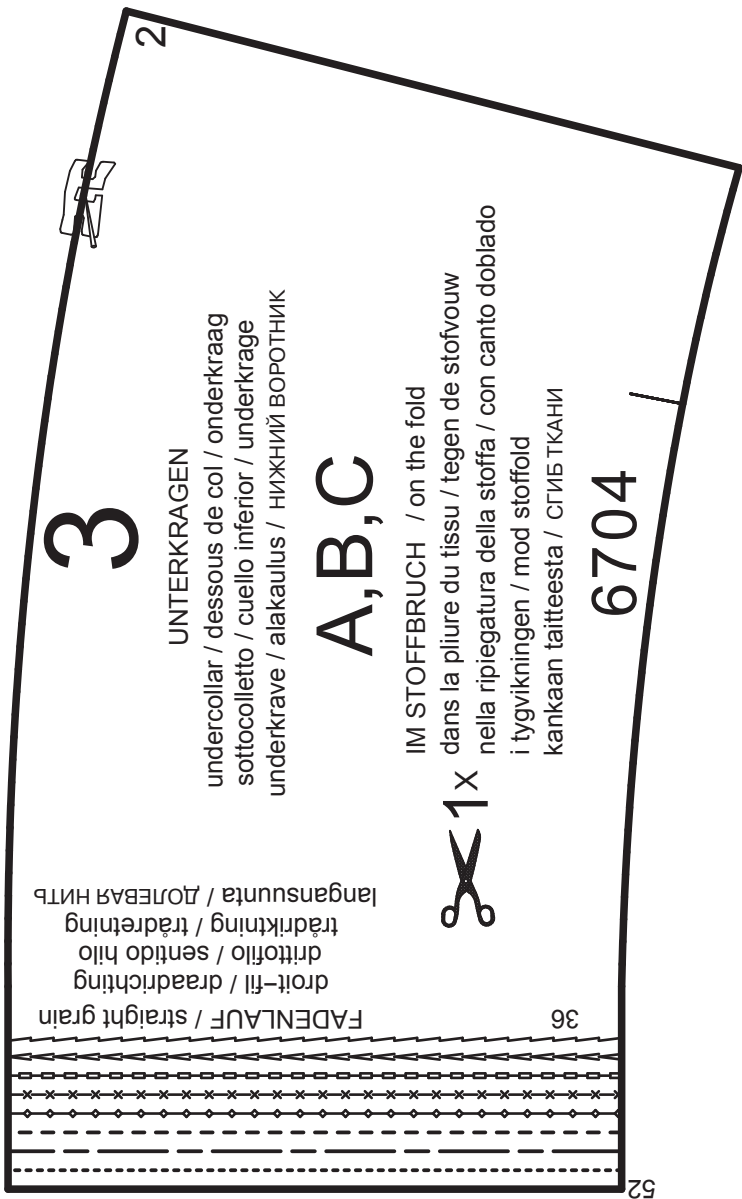 2
3
UNTERKRAGEN
undercollar / dessous de col / onderkraag
sottocolletto / cuello inferior / underkrage
underkrave / alakaulus / НИЖНИЙ ВОРОТНИК
A,B,C
IM STOFFBRUCH / on the fold
dans la pliure du tissu / tegen de stofvouw
nella ripiegatura della stoffa / con canto doblado
i tygvikningen / mod stoffold
kankaan taitteesta / СГИБ ТКАНИ
1x
6704
36
FADENLAUF / straight grain
droit-fil / draadrichting
drittofilo / sentido hilo
trådriktning / trådretning
langansuunta / ДОЛЕВАЯ НИТЬ
52